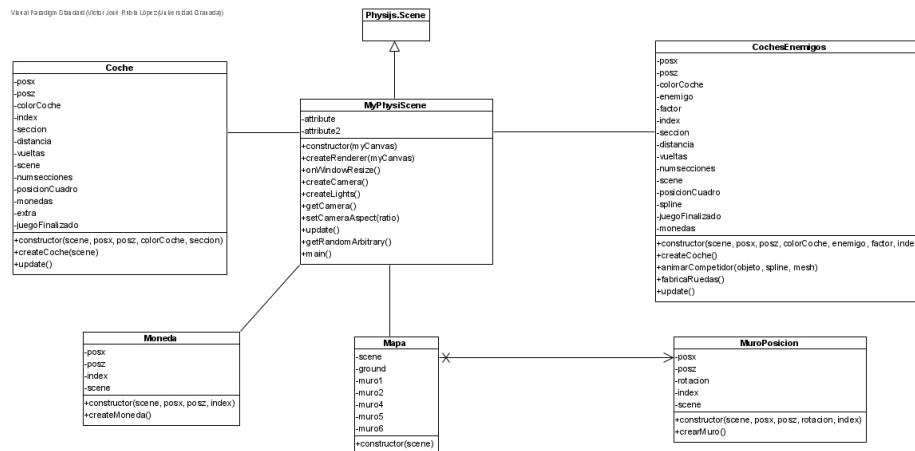 Visual Paradigm Standard(Víctor José Rubia López(Universidad Granada))
Physijs.Scene
Coche
-posx
-posz
-colorCoche
-index
-seccion
-distancia
-vueltas
-scene
-numsecciones
-posicionCuadro
-monedas
-extra
-juegoFinalizado
+constructor(scene, posx, posz, colorCoche, seccion)
+createCoche(scene)
+update()
MyPhysiScene
-attribute
-attribute2
+constructor(myCanvas)
+createRenderer(myCanvas)
+onWindowResize()
+createCamera()
+createLights()
+getCamera()
+setCameraAspect(ratio)
+update()
+getRandomArbitrary()
+main()
CochesEnemigos
-posx
-posz
-colorCoche
-enemigo
-factor
-index
-seccion
-distancia
-vueltas
-numsecciones
-scene
-posicionCuadro
-spline
-juegoFinalizado
-monedas
+constructor(scene, posx, posz, colorCoche, enemigo, factor, index
+createCoche()
+animarCompetidor(objeto, spline, mesh)
+fabricaRuedas()
+update()
Moneda
-posx
-posz
-index
-scene
+constructor(scene, posx, posz, index)
+createMoneda()
Mapa
-scene
-ground
-muro1
-muro2
-muro4
-muro5
-muro6
+constructor(scene)
MuroPosicion
-posx
-posz
-rotacion
-index
-scene
+constructor(scene, posx, posz, rotacion, index)
+crearMuro()